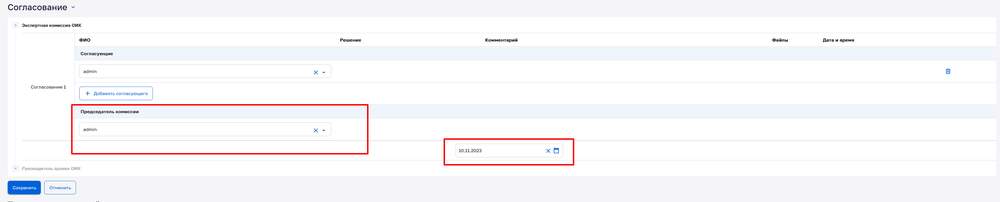 Согласование
Экспертная комиссия ОИК
ФИО Решение Комментарий Файлы Дата и время
Согласующие
admin
Согласование 1
Добавить согласующего
Председатель комиссии
admin
10.11.2023
Руководитель архива ОИК
Сохранить Отменить